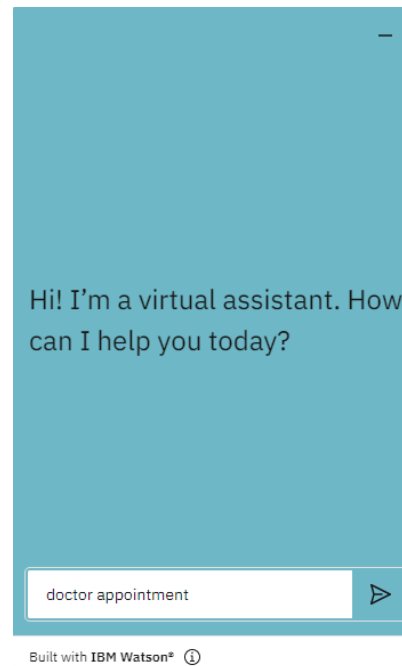 Hi! I'm a virtual assistant. How
can I help you today?
doctor appointment
Built with IBM Watson®